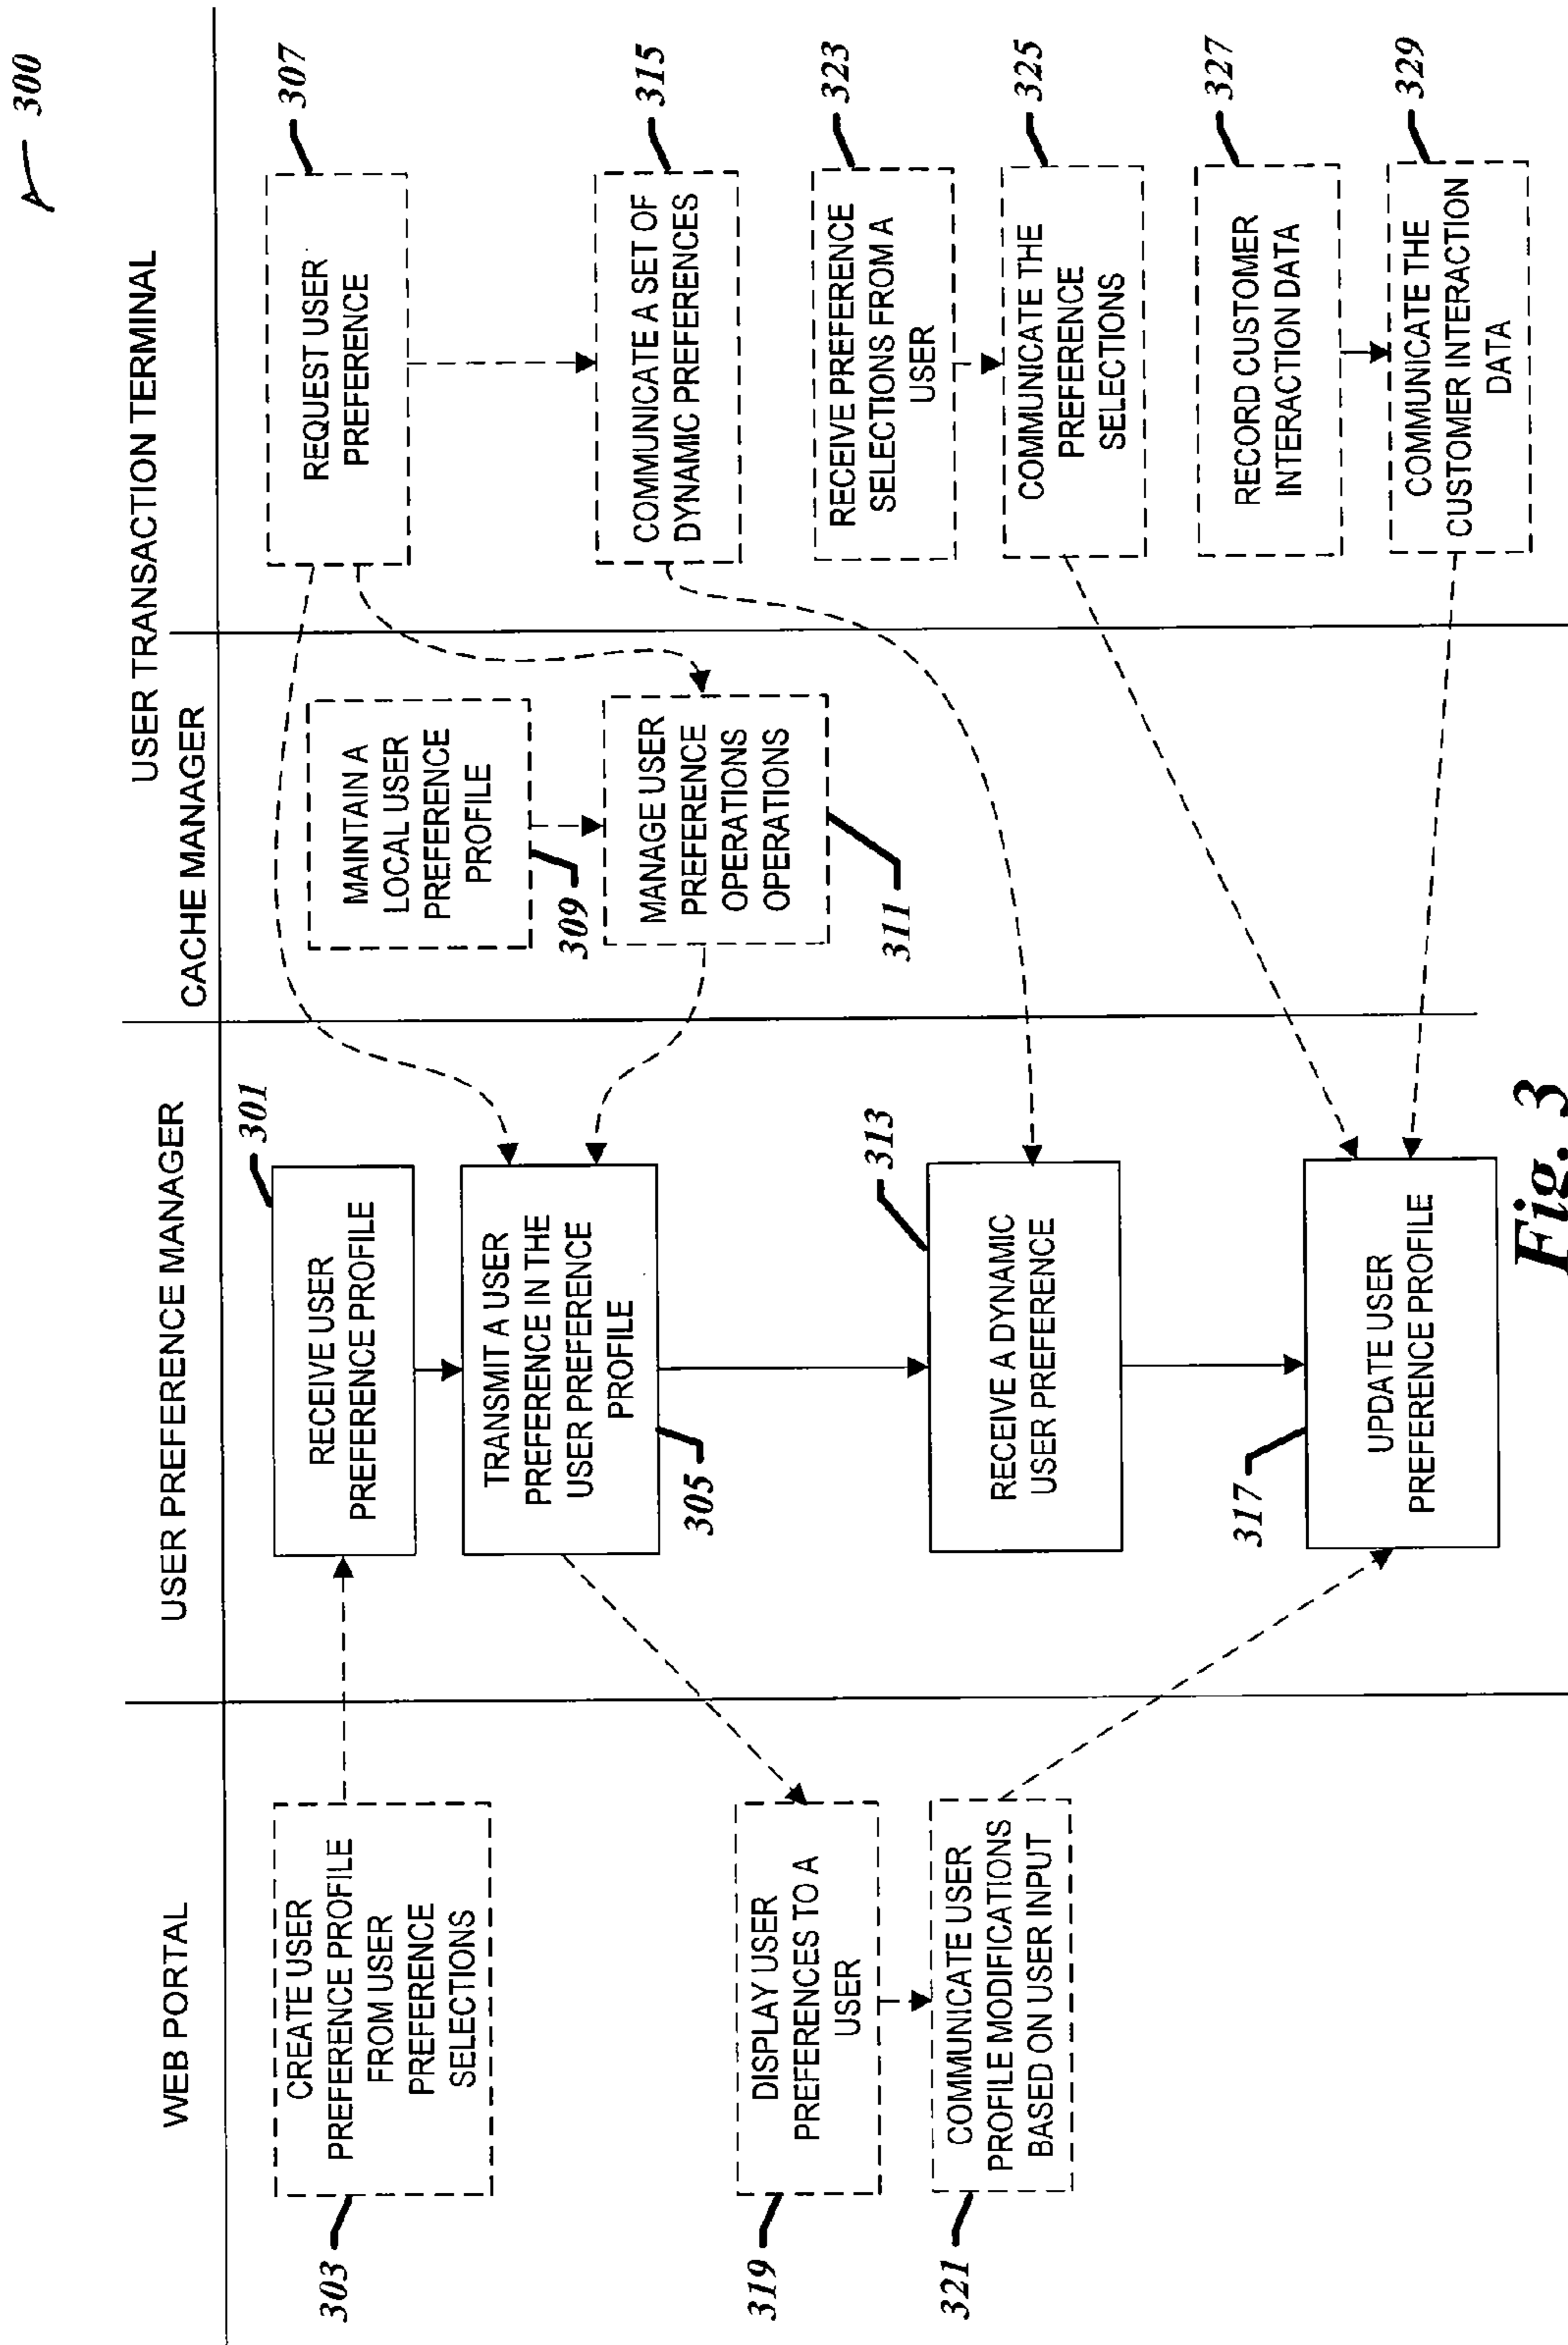 300
WEB PORTAL
USER PREFERENCE MANAGER
CACHE MANAGER
USER TRANSACTION TERMINAL
303
CREATE USER
PREFERENCE PROFILE
FROM USER
PREFERENCE
SELECTIONS
301
RECEIVE USER
PREFERENCE PROFILE
307
REQUEST USER
PREFERENCE
TRANSMIT A USER
PREFERENCE IN THE
USER PREFERENCE
PROFILE
305
MAINTAIN A
LOCAL USER
PREFERENCE
PROFILE
309
MANAGE USER
PREFERENCE
OPERATIONS
OPERATIONS
311
COMMUNICATE A SET OF
DYNAMIC PREFERENCES
315
319
DISPLAY USER
PREFERENCES TO A
USER
321
COMMUNICATE USER
PROFILE MODIFICATIONS
BASED ON USER INPUT
313
RECEIVE A DYNAMIC
USER PREFERENCE
RECEIVE PREFERENCE
SELECTIONS FROM A
USER
323
COMMUNICATE THE
PREFERENCE
SELECTIONS
325
317
UPDATE USER
PREFERENCE PROFILE
RECORD CUSTOMER
INTERACTION DATA
327
COMMUNICATE THE
CUSTOMER INTERACTION
DATA
329
Fig. 3